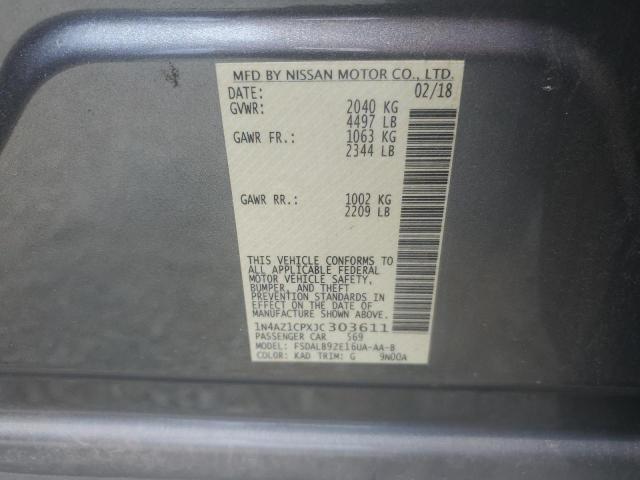 MFD BY NISSAN MOTOR CO., LTD.
DATE: 02/18
GVWR: 2040 KG
4497 LB
GAWR FR.: 1063 KG
2344 LB
GAWR RR.: 1002 KG
2209 LB
THIS VEHICLE CONFORMS TO
ALL APPLICABLE FEDERAL
MOTOR VEHICLE SAFETY,
BUMPER, AND THEFT
PREVENTION STANDARDS IN
EFFECT ON THE DATE OF
MANUFACTURE SHOWN ABOVE.
1N4AZ1CPXJC303611
PASSENGER CAR 569
MODEL: FSDALB9ZE16UA-AA-B
COLOR: KAD TRIM: G 9N00A